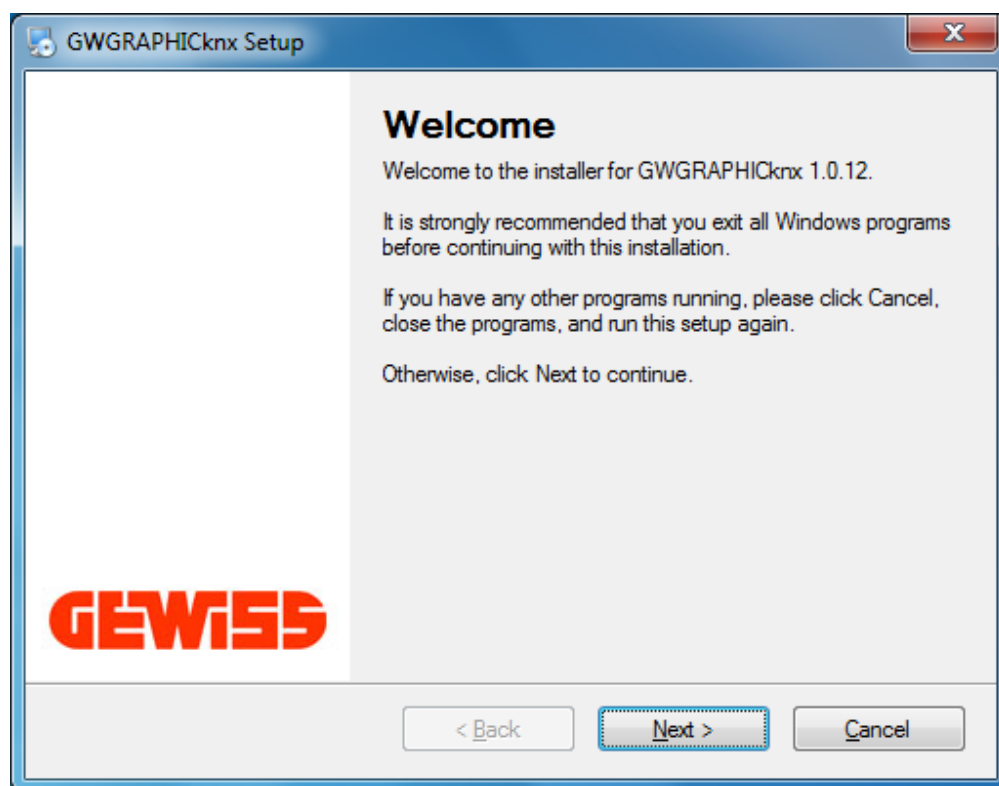 GWGRAPHICknx Setup
Welcome
Welcome to the installer for GWGRAPHICknx 1.0.12.
It is strongly recommended that you exit all Windows programs
before continuing with this installation.
If you have any other programs running, please click Cancel,
close the programs, and run this setup again.
Otherwise, click Next to continue.
GEWiSS
< Back
Next >
Cancel